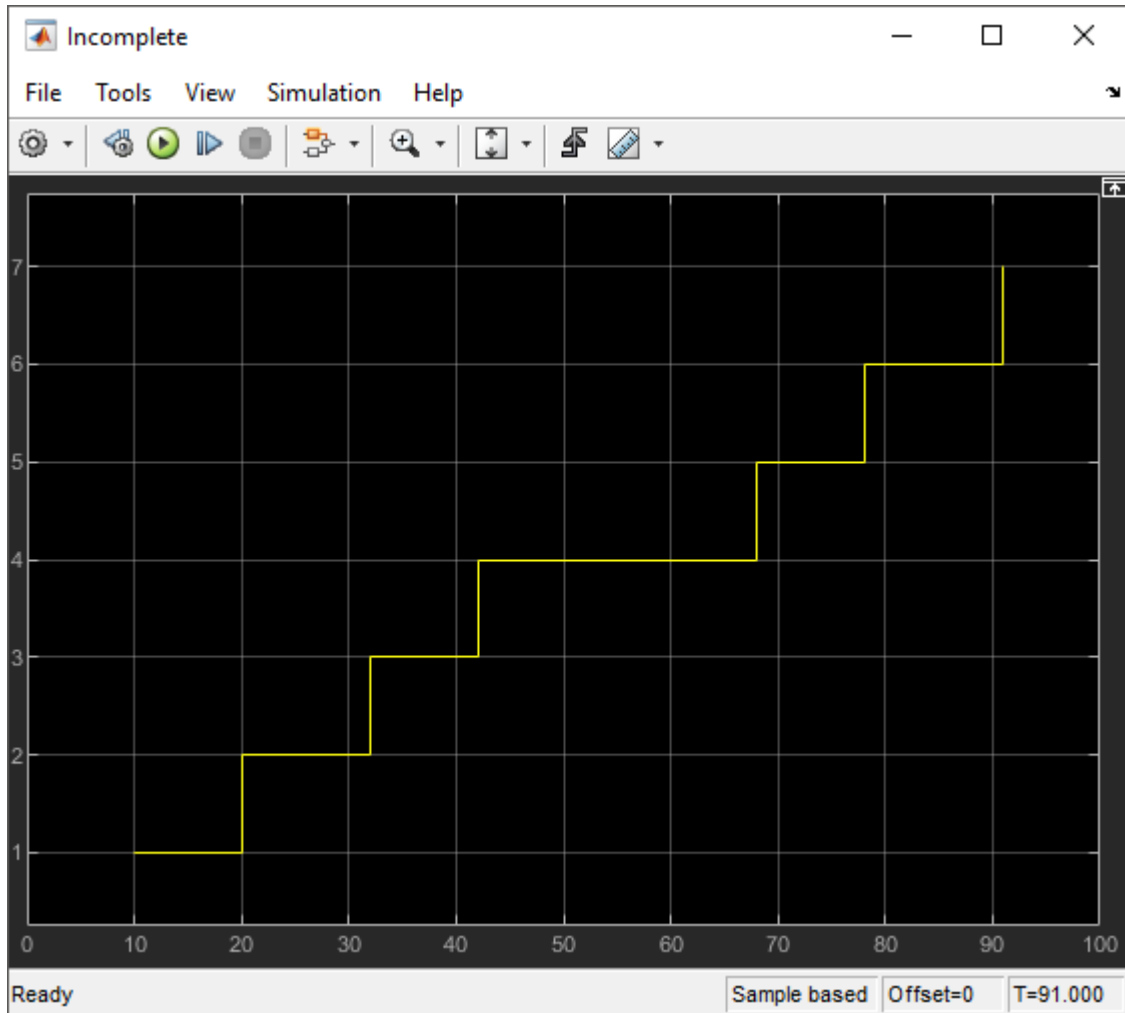 Incomplete
File Tools View Simulation Help
7
6
5
4
3
2
1
0 10 20 30 40 50 60 70 80 90 100
Ready Sample based Offset=0 T=91.000